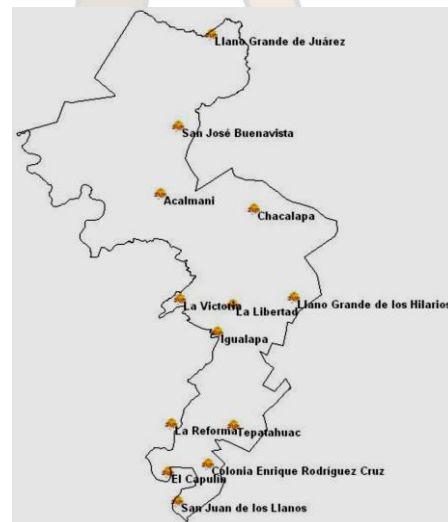 Llano Grande de Juárez
San José Buenavista
Acalmani
Chacalapa
La Victoria
La Libertad
Llano Grande de los Hilarios
Igualapa
La Reforma
Tepatahuac
Colonia Enrique Rodríguez Cruz
El Capulín
San Juan de los Llanos